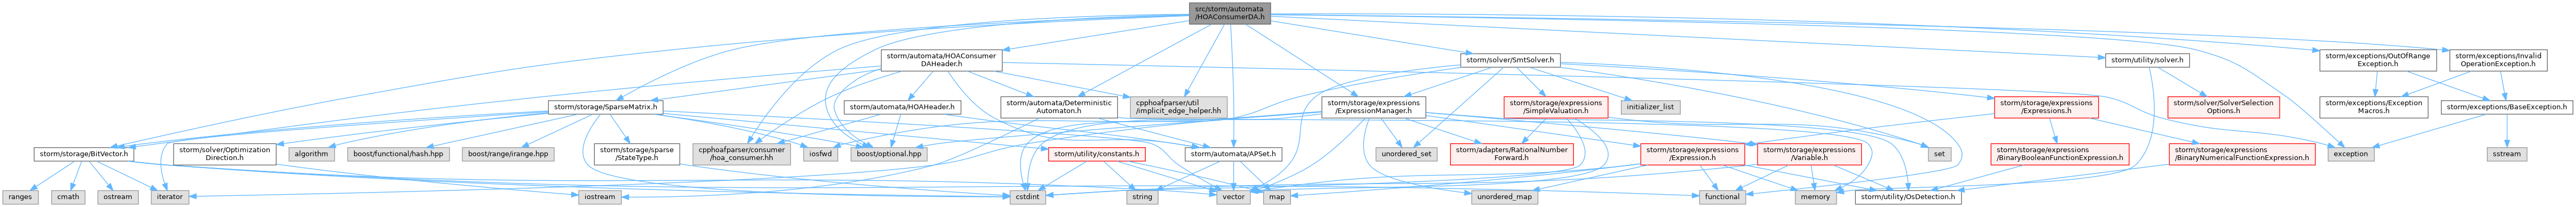 src/storm/automata
/HOAConsumerDA.h
storm/automata/HOAConsumer
DAHeader.h
storm/solver/SmtSolver.h
storm/utility/solver.h
storm/exceptions/OutOfRange
Exception.h
storm/exceptions/Invalid
OperationException.h
storm/storage/SparseMatrix.h
storm/automata/HOAHeader.h
storm/automata/Deterministic
Automaton.h
cpphoafparser/util
/implicit_edge_helper.hh
storm/storage/expressions
/ExpressionManager.h
storm/storage/expressions
/SimpleValuation.h
initializer_list
storm/storage/expressions
/Expressions.h
storm/solver/SolverSelection
Options.h
storm/exceptions/Exception
Macros.h
storm/exceptions/BaseException.h
storm/storage/BitVector.h
storm/solver/Optimization
Direction.h
algorithm
boost/functional/hash.hpp
boost/range/irange.hpp
storm/storage/sparse
/StateType.h
cpphoafparser/consumer
/hoa_consumer.hh
iosfwd
boost/optional.hpp
storm/utility/constants.h
storm/automata/APSet.h
unordered_set
storm/adapters/RationalNumber
Forward.h
storm/storage/expressions
/Expression.h
storm/storage/expressions
/Variable.h
set
storm/storage/expressions
/BinaryBooleanFunctionExpression.h
storm/storage/expressions
/BinaryNumericalFunctionExpression.h
exception
sstream
ranges
cmath
ostream
iterator
iostream
cstdint
string
vector
map
unordered_map
functional
memory
storm/utility/OsDetection.h